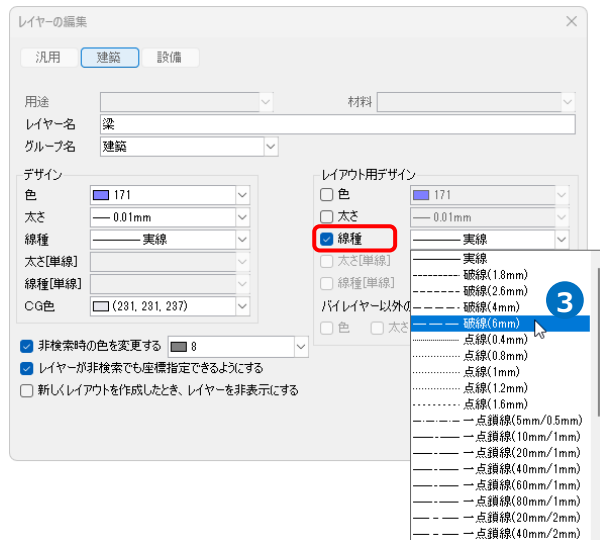 レイヤーの編集
汎用 建築 設備
用途 材料
レイヤー名 梁
グループ名 建築
デザイン レイアウト用デザイン
色 171 色 171
太さ 0.01mm 太さ 0.01mm
線種 実線 線種 実線
太さ[単線] 太さ[単線] 実線
線種[単線] 線種[単線] 破線(1.8mm)
破線(2.6mm)
CG色 (231, 231, 237) バイレイヤー以外の 破線(4mm)
3
色 太さ 破線(6mm)
点線(0.4mm)
非検索時の色を変更する 8 点線(0.8mm)
レイヤーが非検索でも座標指定できるようにする 点線(1mm)
新しくレイアウトを作成したとき、レイヤーを非表示にする 点線(1.2mm)
点線(1.6mm)
一点鎖線(5mm/0.5mm)
一点鎖線(10mm/1mm)
一点鎖線(20mm/1mm)
一点鎖線(40mm/1mm)
一点鎖線(60mm/1mm)
一点鎖線(80mm/1mm)
一点鎖線(20mm/2mm)
一点鎖線(40mm/2mm)